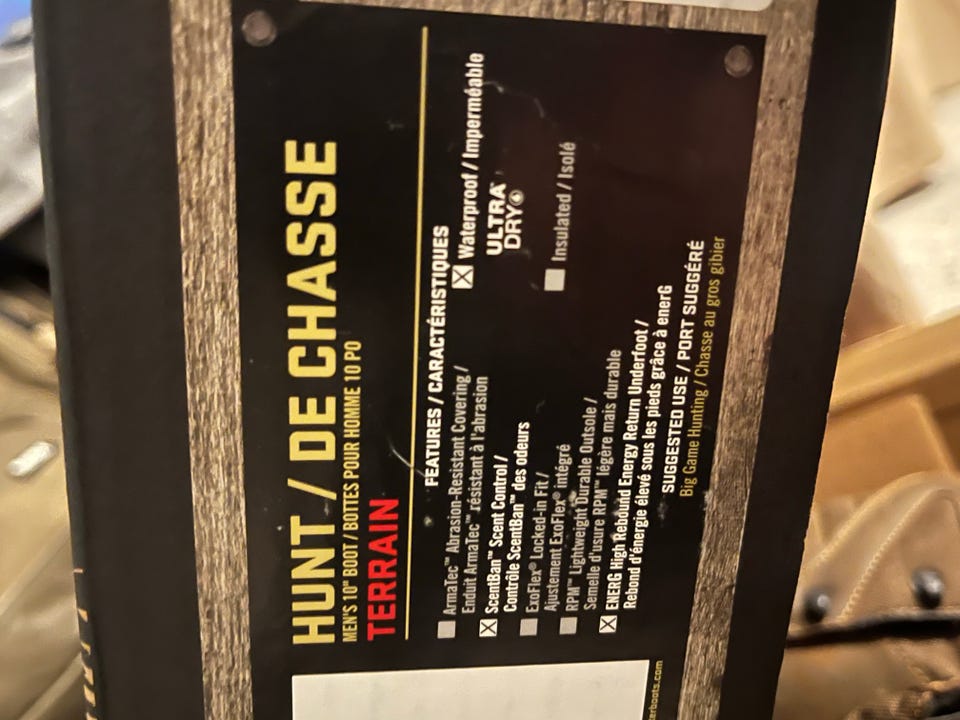 HUNT / DE CHASSE
MEN'S 10" BOOT / BOTTES POUR HOMME 10 PO
TERRAIN
FEATURES / CARACTÉRISTIQUES
ArmaTec™ Abrasion-Resistant Covering /
Enduit ArmaTec™ résistant à l'abrasion
ScentBan™ Scent Control /
Contrôle ScentBan™ des odeurs
ExoFlex® Locked-in Fit /
Ajustement ExoFlex® intégré
RPM™ Lightweight Durable Outsole /
Semelle d'usure RPM™ légère mais durable
ENERG High Rebound Energy Return Underfoot /
Rebond d'énergie élevé sous les pieds grâce à enerG
Waterproof / Imperméable
ULTRA
DRY
Insulated / Isolé
SUGGESTED USE / PORT SUGGÉRÉ
Big Game Hunting / Chasse au gros gibier
erboots.com